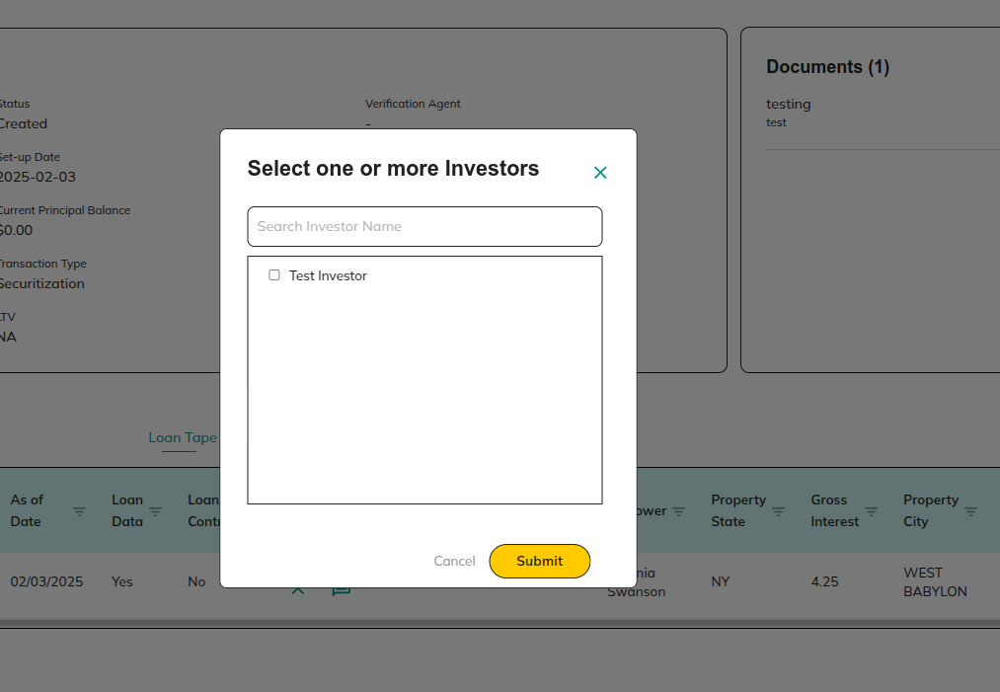 Documents (1)
Status
Verification Agent
testing
Created
-
test
Set-up Date
2025-02-03
Current Principal Balance
$0.00
Transaction Type
Securitization
LTV
NA
Select one or more Investors
Search Investor Name
Test Investor
Cancel
Submit
Loan Tape
As of
Date
Loan
Data
Loan
Property
State
Gross
Interest
Property
City
02/03/2025
Yes
No
Swanson
NY
4.25
WEST
BABYLON